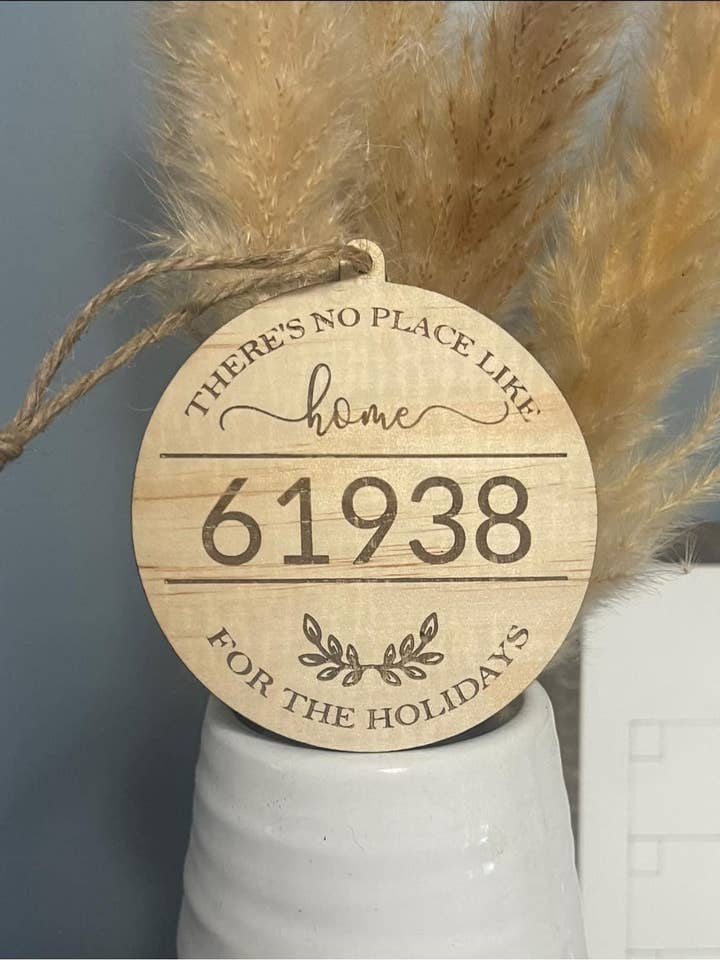 THERE'S NO PLACE LIKE
home
61938
FOR THE HOLIDAYS